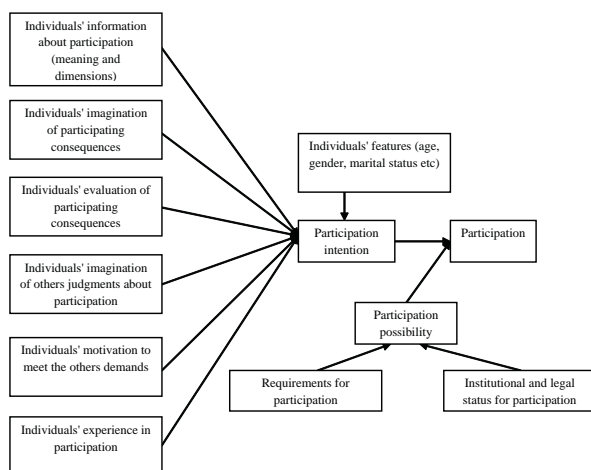 Individuals' information
about participation
(meaning and
dimensions)
Individuals' imagination
of participating
consequences
Individuals' evaluation of
participating
consequences
Individuals' imagination
of others judgments about
participation
Individuals' motivation to
meet the others demands
Individuals' experience in
participation
Individuals' features (age,
gender, marital status etc)
Participation
intention
Participation
Participation
possibility
Requirements for
participation
Institutional and legal
status for participation